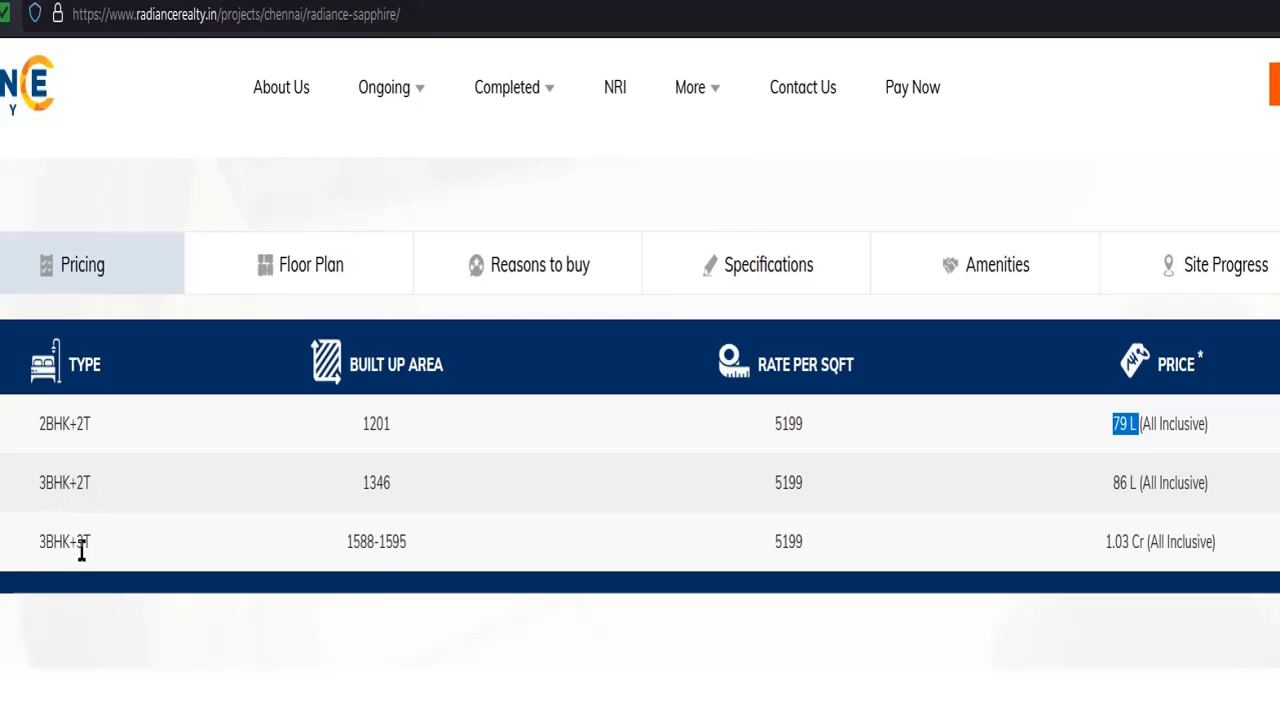 https://www.radiancerealty.in/projects/chennai/radiance-sapphire/
NCE
Y
About Us Ongoing Completed NRI More Contact Us Pay Now
Pricing Floor Plan Reasons to buy Specifications Amenities Site Progress
TYPE BUILT UP AREA RATE PER SQFT PRICE*
2BHK+2T 1201 5199 79 L (All Inclusive)
3BHK+2T 1346 5199 86 L (All Inclusive)
3BHK+3T 1588-1595 5199 1.03 Cr (All Inclusive)